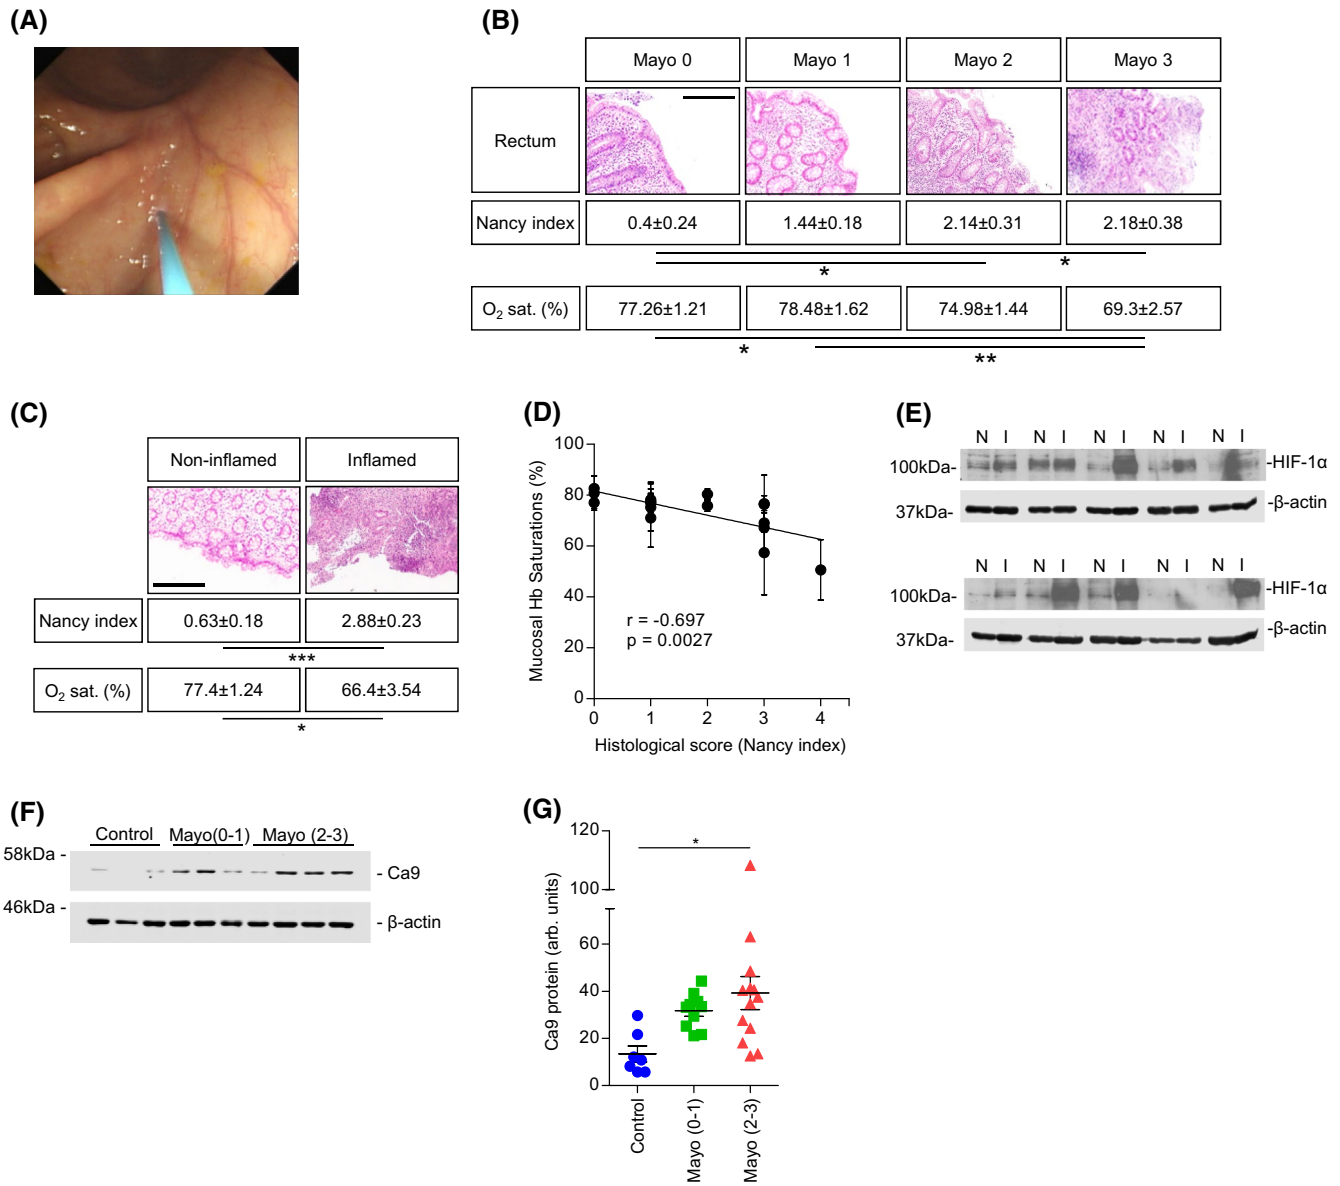 (A)
(B)
Mayo 0 Mayo 1 Mayo 2 Mayo 3
Rectum
Nancy index 0.4±0.24 1.44±0.18 2.14±0.31 2.18±0.38
* *
O2 sat. (%) 77.26±1.21 78.48±1.62 74.98±1.44 69.3±2.57
* **
(C)
Non-inflamed Inflamed
Nancy index 0.63±0.18 2.88±0.23
***
O2 sat. (%) 77.4±1.24 66.4±3.54
*
(D)
Mucosal Hb Saturations (%)
100
80
60
40
20
0
r = -0.697
p = 0.0027
0 1 2 3 4
Histological score (Nancy index)
(E)
N I N I N I N I N I
100kDa- -HIF-1α
37kDa- -β-actin
N I N I N I N I N I
100kDa- -HIF-1α
37kDa- -β-actin
(F)
Control Mayo(0-1) Mayo (2-3)
58kDa - - Ca9
46kDa - - β-actin
(G)
Ca9 protein (arb. units)
120
100
60
40
20
0
*
Control
Mayo (0-1)
Mayo (2-3)